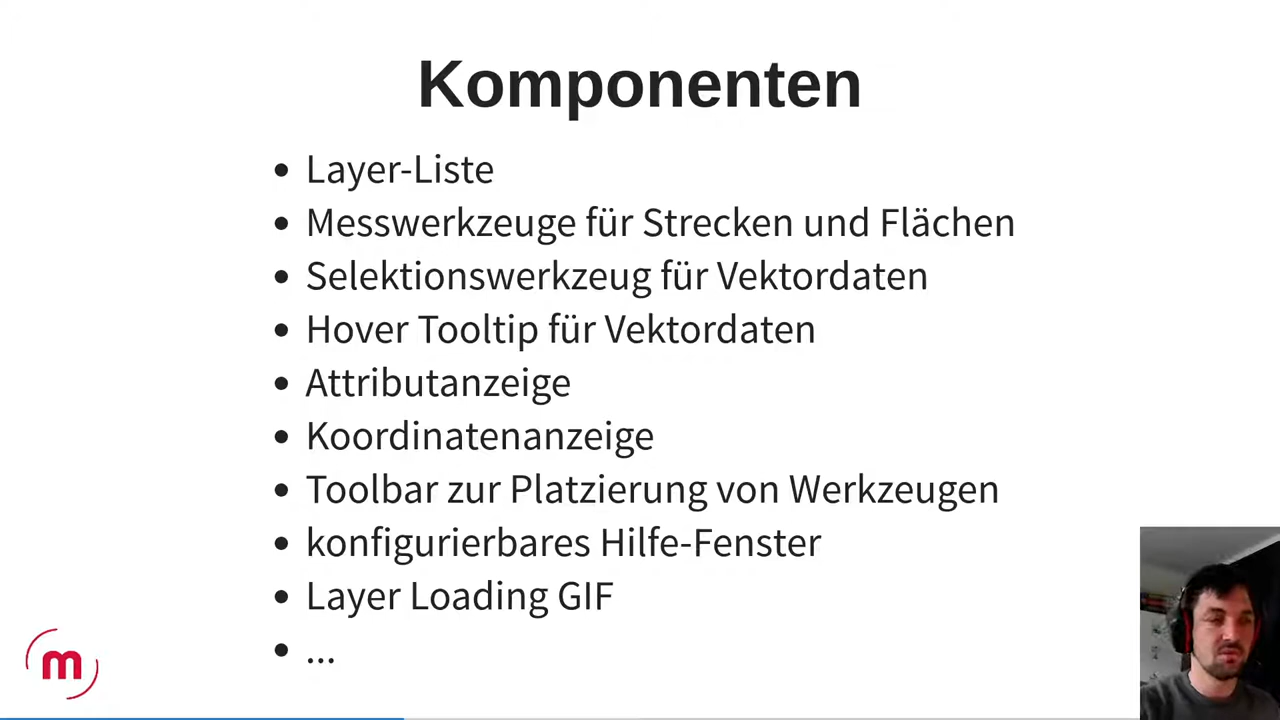 Komponenten
Layer-Liste
Messwerkzeuge für Strecken und Flächen
Selektionswerkzeug für Vektordaten
Hover Tooltip für Vektordaten
Attributanzeige
Koordinatenanzeige
Toolbar zur Platzierung von Werkzeugen
konfigurierbares Hilfe-Fenster
Layer Loading GIF
...
m